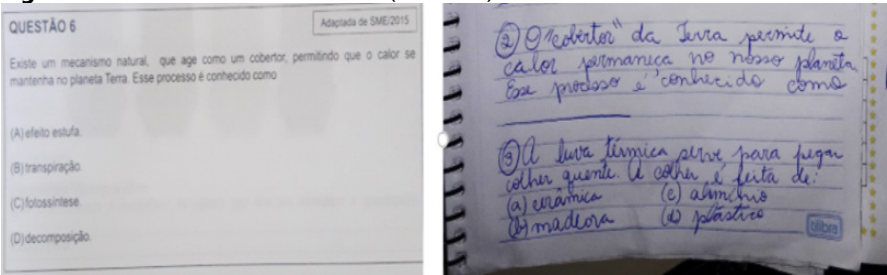 QUESTÃO 6
Adaptada de SME/2015
Existe um mecanismo natural, que age como um cobertor, permitindo que o calor se
mantenha no planeta Terra. Esse processo é conhecido como
(A) efeito estufa.
(B) transpiração.
(C) fotossíntese.
(D) decomposição.
② O "cobertor" da Terra permite o
calor permaneça no nosso planeta
Esse processo é conhecido como
③ A luva térmica serve para pegar
colher quente. A colher é feita de:
(a) cerâmica (c) alumínio
(b) madeora (d) plástico
tilibra